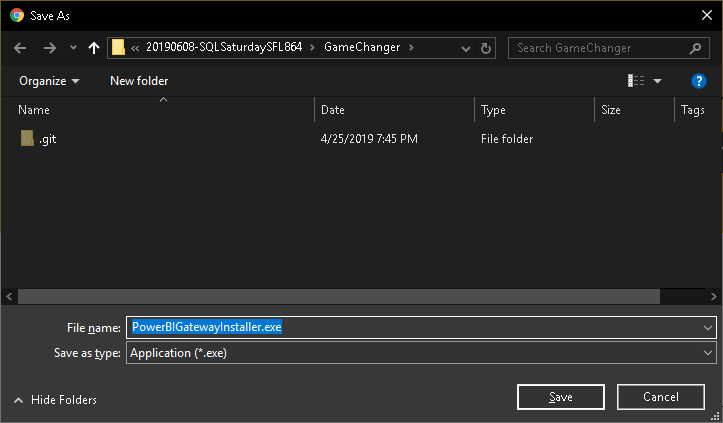 Save As
« 20190608-SQLSaturdaySFL864 > GameChanger >
Search GameChanger
Organize
New folder
?
Name
Date
Type
Size
Tags
.git
4/25/2019 7:45 PM
File folder
File name:
PowerBIGatewayInstaller.exe
Save as type:
Application (*.exe)
Hide Folders
Save
Cancel